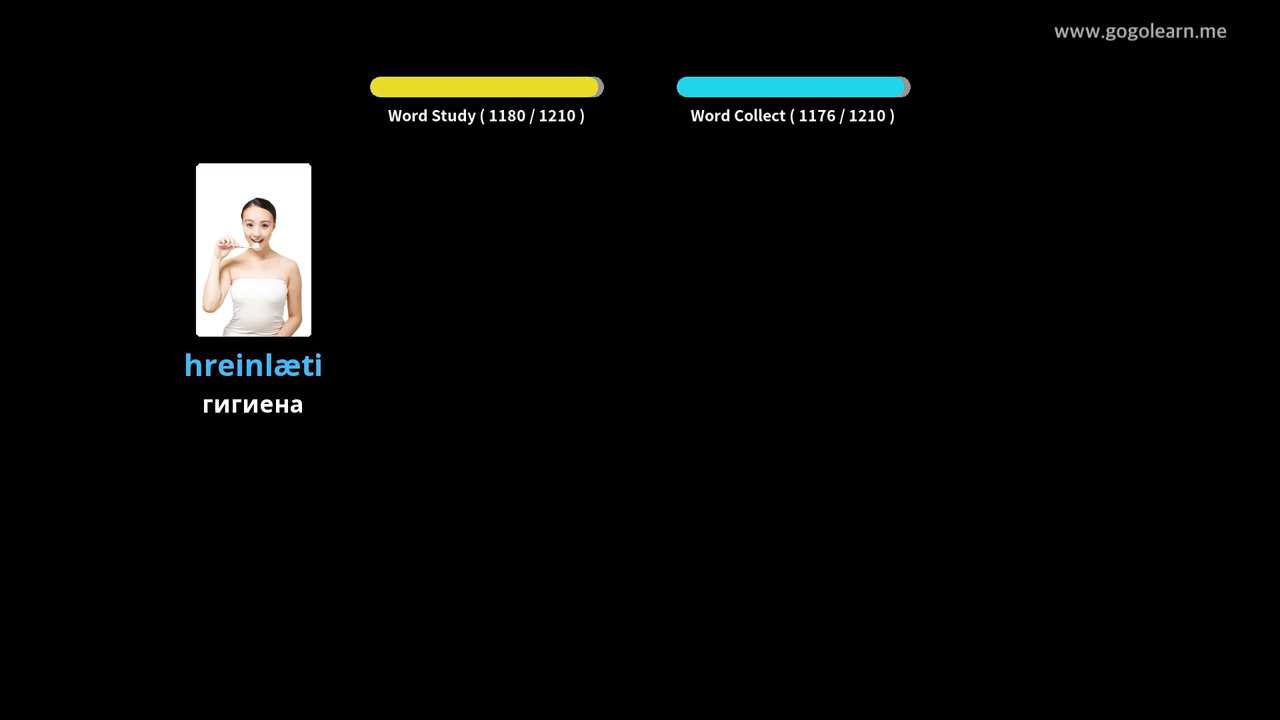 www.gogolearn.me
Word Study ( 1180 / 1210 )
Word Collect ( 1176 / 1210 )
hreinlæti
гигиена